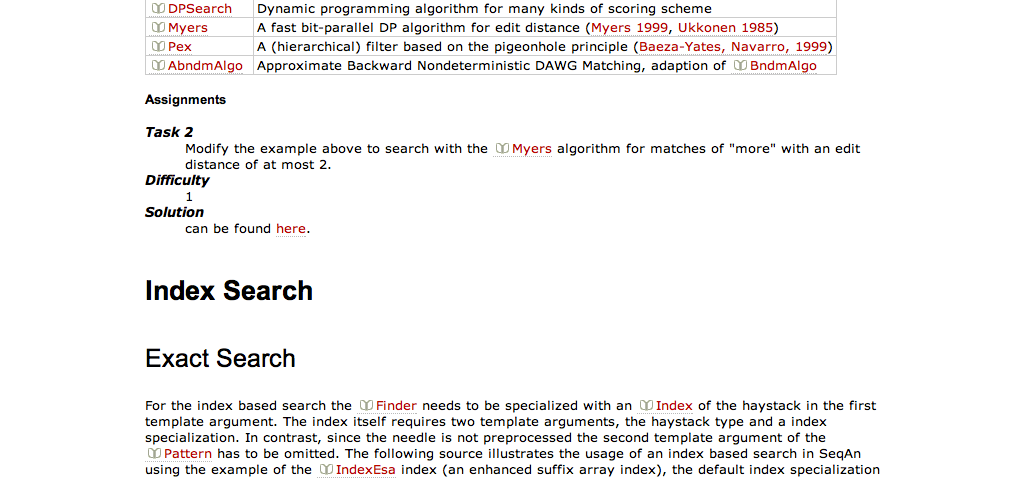 DPSearch Dynamic programming algorithm for many kinds of scoring scheme
Myers A fast bit-parallel DP algorithm for edit distance (Myers 1999, Ukkonen 1985)
Pex A (hierarchical) filter based on the pigeonhole principle (Baeza-Yates, Navarro, 1999)
AbndmAlgo Approximate Backward Nondeterministic DAWG Matching, adaption of BndmAlgo
Assignments
Task 2
Modify the example above to search with the Myers algorithm for matches of "more" with an edit
distance of at most 2.
Difficulty
1
Solution
can be found here.
Index Search
Exact Search
For the index based search the Finder needs to be specialized with an Index of the haystack in the first
template argument. The index itself requires two template arguments, the haystack type and a index
specialization. In contrast, since the needle is not preprocessed the second template argument of the
Pattern has to be omitted. The following source illustrates the usage of an index based search in SeqAn
using the example of the IndexEsa index (an enhanced suffix array index), the default index specialization